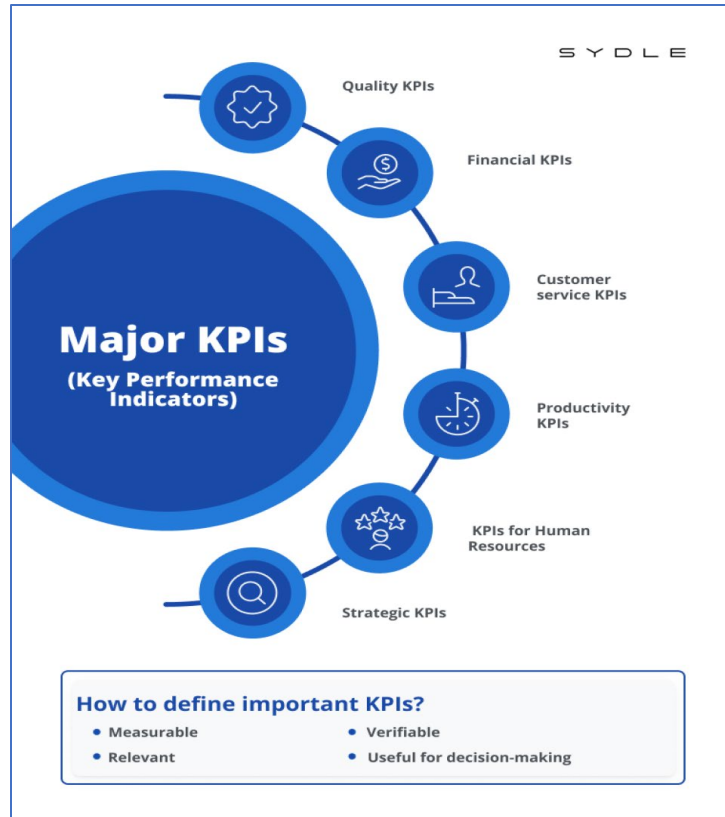 SYDLE
Quality KPIs
Financial KPIs
Customer
service KPIs
Major KPIs
(Key Performance
Indicators)
Productivity
KPIs
KPIs for Human
Resources
Strategic KPIs
How to define important KPIs?
• Measurable
• Verifiable
• Relevant
• Useful for decision-making